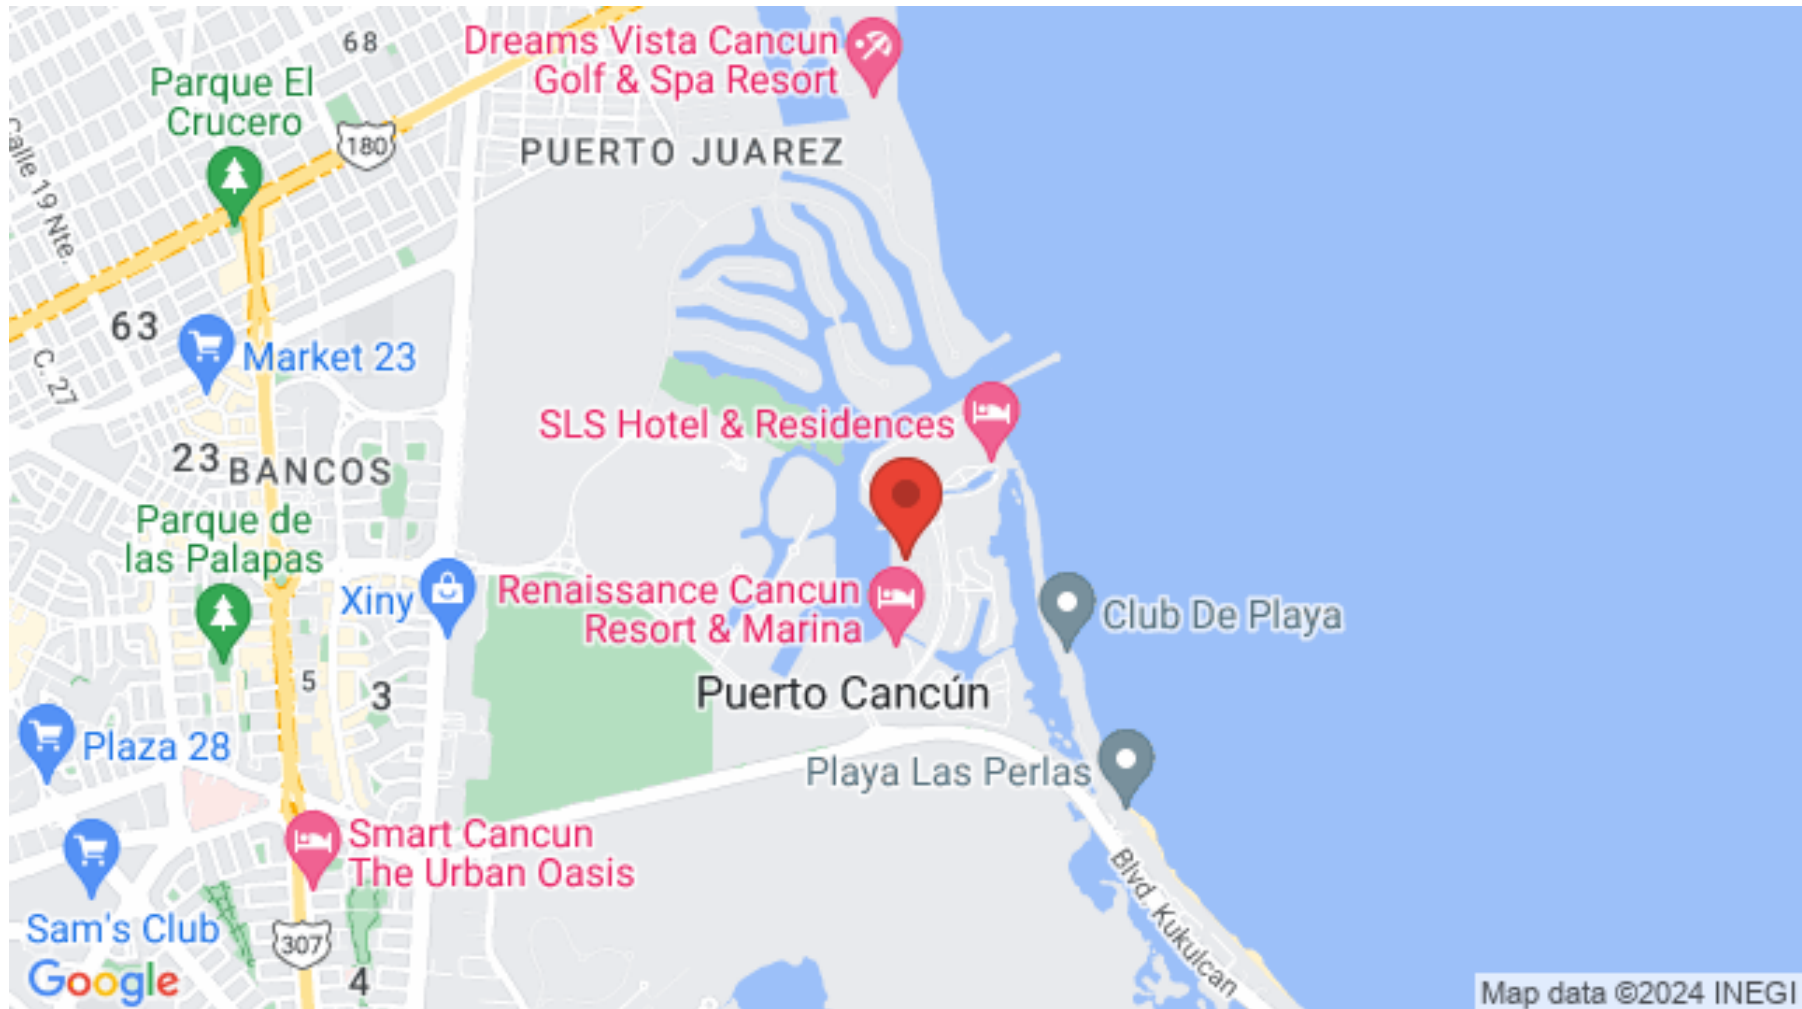 68
Dreams Vista Cancun
Golf & Spa Resort
Parque El
Crucero
180
PUERTO JUAREZ
Calle 19 Nte.
63
Market 23
C. 27
SLS Hotel & Residences
23
BANCOS
Parque de
las Palapas
Xiny
Renaissance Cancun
Resort & Marina
Club De Playa
5
3
Puerto Cancún
Plaza 28
Playa Las Perlas
Smart Cancun
The Urban Oasis
Blvd. Kukulcan
Sam's Club
307
4
Google
Map data ©2024 INEGI